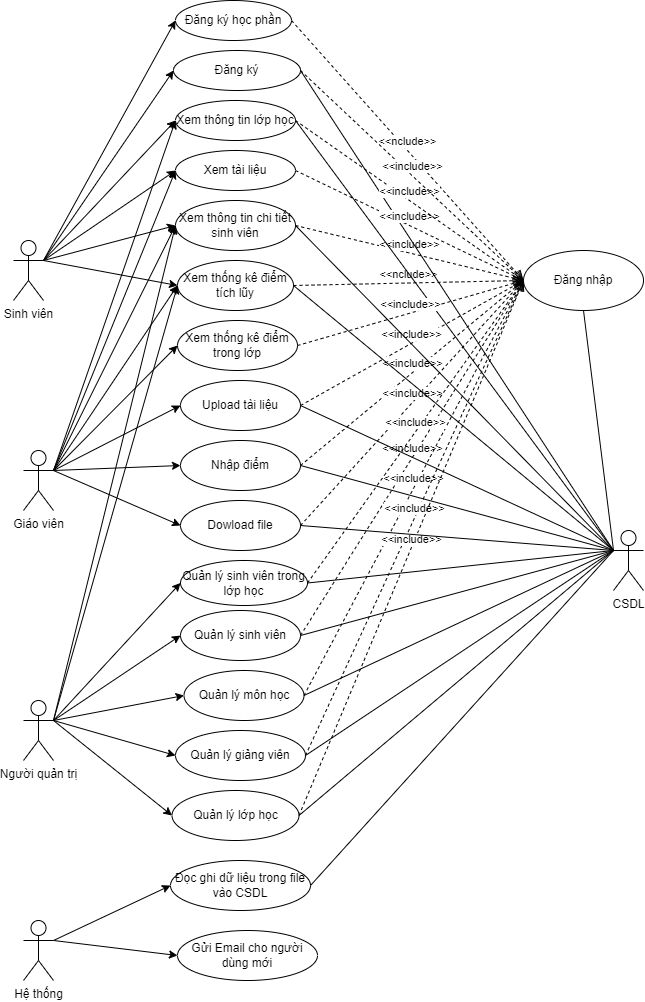 Đăng ký học phần
Đăng ký
Xem thông tin lớp học
<<nclude>>
Xem tải liệu
<<include>>
<<include>>
Xem thông tin chi tiết
sinh viên
<<include>>
<<include>>
Sinh viên
Xem thống kê điểm
tích lũy
<<nclude>>
Đăng nhập
<<include>>
Xem thống kê điểm
trong lớp
<<include>>
<<include>>
Upload tải liệu
<<include>>
<<include>>
Nhập điểm
<<include>>
<<include>>
Giáo viên
Dowload file
<<include>>
<<include>>
Quản lý sinh viên trong
lớp học
CSDL
Quản lý sinh viên
Quản lý môn học
Quản lý giảng viên
Người quản trị
Quản lý lớp học
Đọc ghi dữ liệu trong file
vào CSDL
Gửi Email cho người
dùng mới
Hệ thống